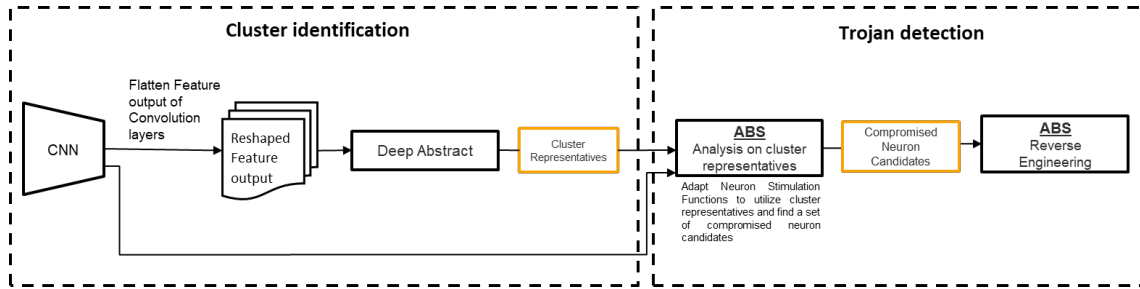 Cluster identification
Trojan detection
Flatten Feature
output of
Convolution
layers
CNN
Reshaped
Feature
output
Deep Abstract
Cluster
Representatives
ABS
Analysis on cluster
representatives
Adapt Neuron Stimulation
Functions to utilize cluster
representatives and find a set
of compromised neuron
candidates
Compromised
Neuron
Candidates
ABS
Reverse
Engineering